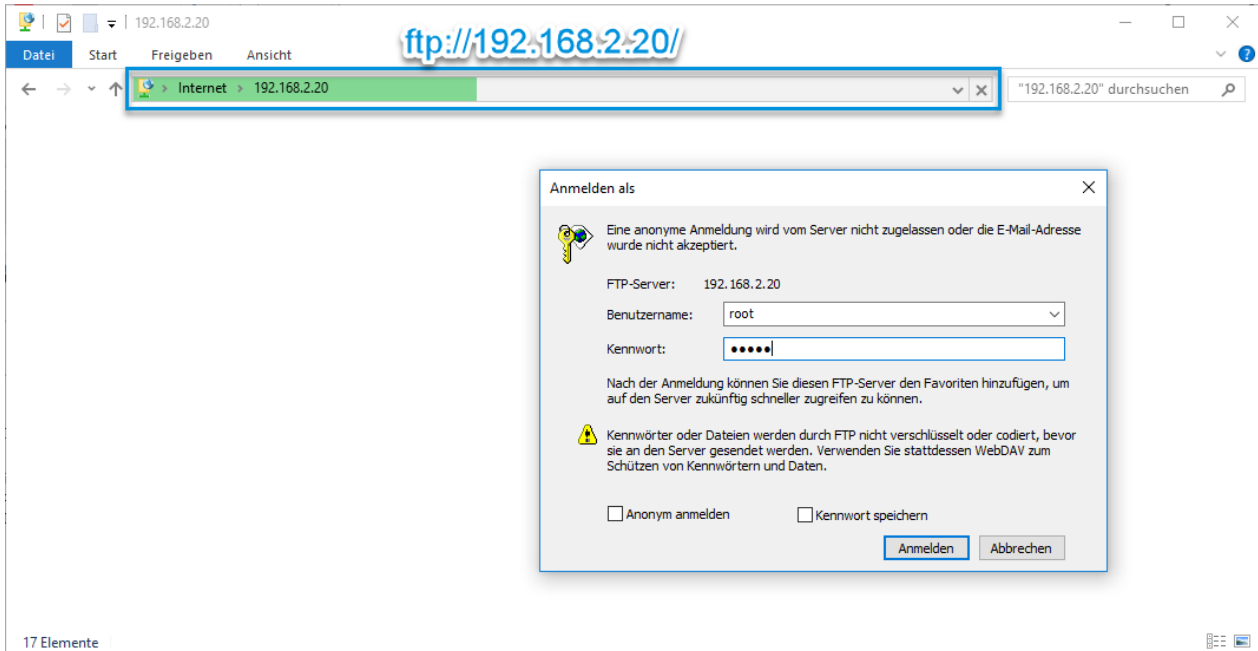 192.168.2.20
ftp://192.168.2.20/
Datei Start Freigeben Ansicht
Internet > 192.168.2.20
"192.168.2.20" durchsuchen
Anmelden als
Eine anonyme Anmeldung wird vom Server nicht zugelassen oder die E-Mail-Adresse
wurde nicht akzeptiert.
FTP-Server: 192.168.2.20
Benutzername: root
Kennwort: •••••
Nach der Anmeldung können Sie diesen FTP-Server den Favoriten hinzufügen, um
auf den Server zukünftig schneller zugreifen zu können.
Kennwörter oder Dateien werden durch FTP nicht verschlüsselt oder codiert, bevor
sie an den Server gesendet werden. Verwenden Sie stattdessen WebDAV zum
Schützen von Kennwörtern und Daten.
Anonym anmelden Kennwort speichern
Anmelden Abbrechen
17 Elemente